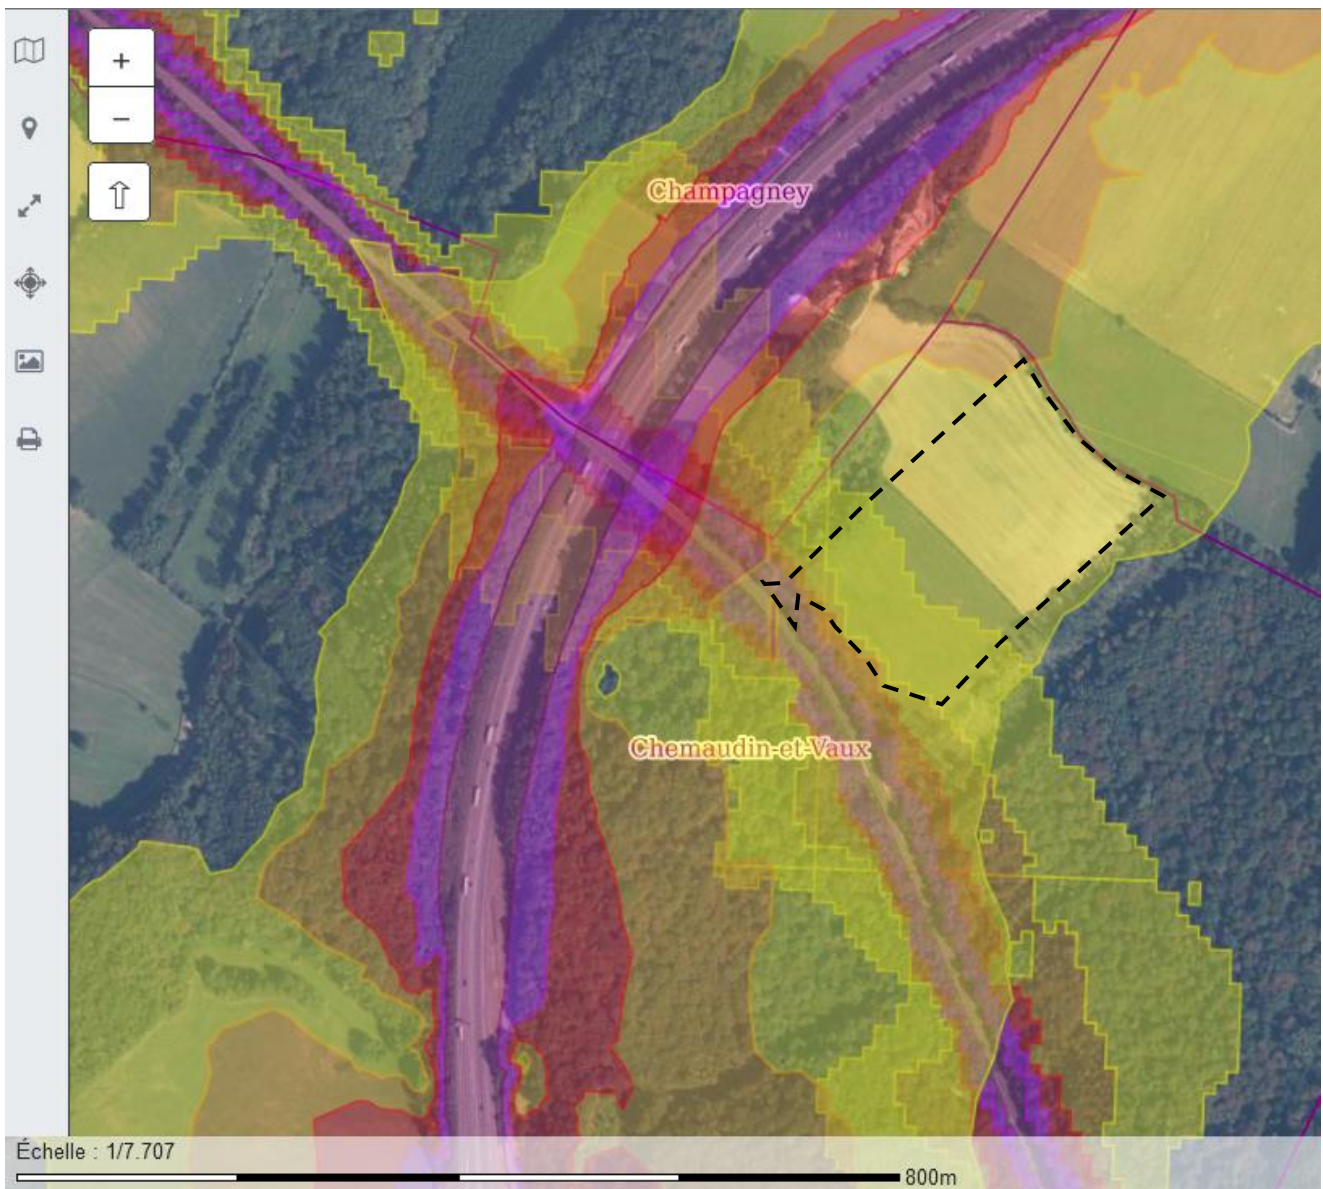 +
−
⇧
Champagney
Chemaudin-et-Vaux
Échelle : 1/7.707
800m